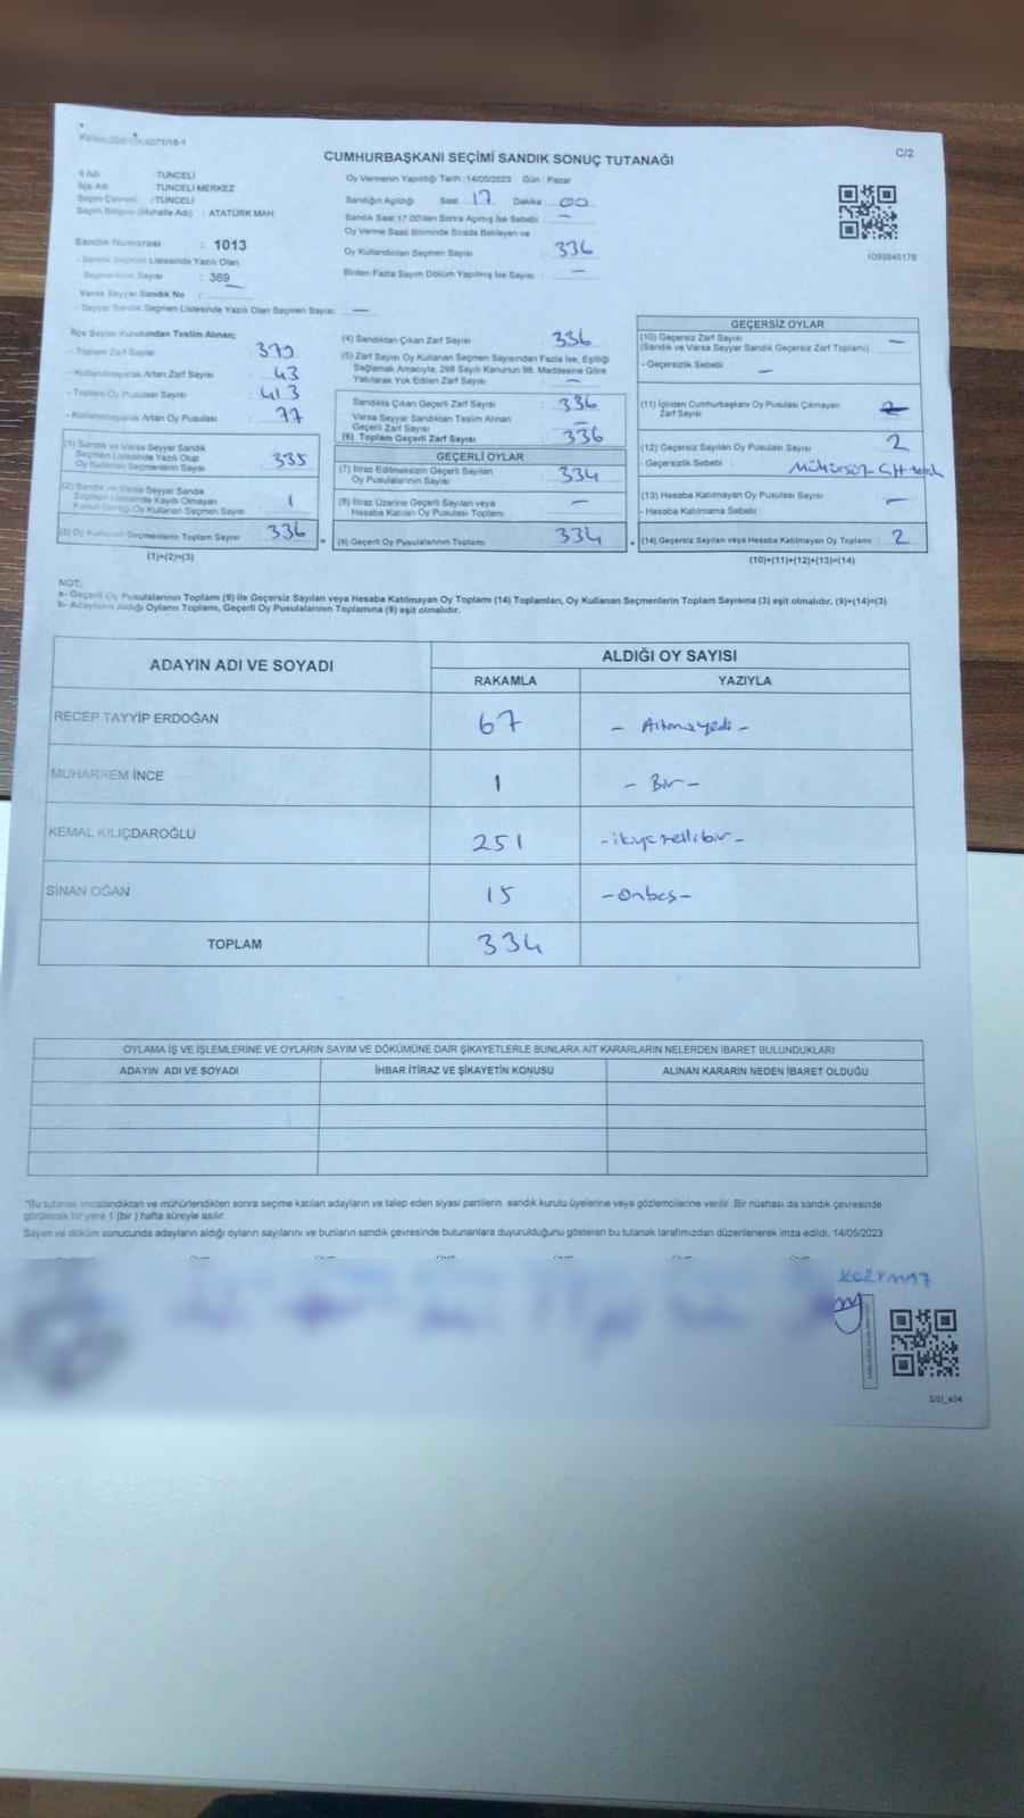 CUMHURBAŞKANI SEÇİMİ SANDIK SONUÇ TUTANAĞI
C/2
İl Adı : TUNCELİ
İlçe Adı : TUNCELİ MERKEZ
Seçim Çevresi : TUNCELİ
Seçim Bölgesi (Mahalle Adı) : ATATÜRK MAH.
Sandık Numarası : 1013
Sandık Seçmen Listesinde Yazılı Olan
Seçmenlerin Sayısı : 369
Varsa Seyyar Sandık No :
- Seyyar Sandık Seçmen Listesinde Yazılı Olan Seçmen Sayısı: —
Oy Vermenin Yapıldığı Tarih :14/05/2023 Gün : Pazar
Sandığın Açıldığı Saat 17 Dakika 00
Sandık Saat 17.00'den Sonra Açılmış İse Sebebi —
Oy Verme Saati Bitiminde Sırada Bekleyen ve
Oy Kullandırılan Seçmen Sayısı 336
Birden Fazla Sayım Döküm Yapılmış İse Sayısı —
İlçe Seçim Kurulundan Teslim Alınan;
- Toplam Zarf Sayısı
- Kullanılmayarak Artan Zarf Sayısı 43
- Toplam Oy Pusulası Sayısı 413
- Kullanılmayarak Artan Oy Pusulası 77
(1) Sandık ve Varsa Seyyar Sandık
Seçmen Listesinde Yazılı Olup
Oy Kullanan Seçmenlerin Sayısı 335
(2) Sandık ve Varsa Seyyar Sandık
Seçmen Listesinde Kayıtlı Olmayan
Oy Kullanan Seçmen Sayısı 1
(3) Oy Kullanan Seçmenlerin Toplam Sayısı 336
(1)+(2)=(3)
(4) Sandıktan Çıkan Zarf Sayısı 336
(5) Zarf Sayısı Oy Kullanan Seçmen Sayısından Fazla İse, Eşitliği
Sağlamak Amacıyla, 298 Sayılı Kanunun 98. Maddesine Göre
Yakılarak Yok Edilen Zarf Sayısı —
Sandıkta Çıkan Geçerli Zarf Sayısı : 336
Varsa Seyyar Sandıktan Teslim Alınan
Geçerli Zarf Sayısı —
(6) Toplam Geçerli Zarf Sayısı 336
GEÇERLİ OYLAR
(7) İtiraz Edilmeksizin Geçerli Sayılan
Oy Pusulalarının Sayısı 334
(8) İtiraz Üzerine Geçerli Sayılan veya
Hesaba Katılan Oy Pusulası Toplamı —
(9) Geçerli Oy Pusulalarının Toplamı 334
GEÇERSİZ OYLAR
(10) Geçersiz Zarf Sayısı
(Sandık ve Varsa Seyyar Sandık Geçersiz Zarf Toplamı) —
- Geçersizlik Sebebi : —
(11) İçinden Cumhurbaşkanı Oy Pusulası Çıkmayan
Zarf Sayısı
(12) Geçersiz Sayılan Oy Pusulası Sayısı 2
Geçersizlik Sebebi :
(13) Hesaba Katılmayan Oy Pusulası Sayısı —
- Hesaba Katılmama Sebebi
(14) Geçersiz Sayılan veya Hesaba Katılmayan Oy Toplamı : 2
(10)+(11)+(12)+(13)=(14)
NOT:
a- Geçerli Oy Pusulalarının Toplamı (9) ile Geçersiz Sayılan veya Hesaba Katılmayan Oy Toplamı (14) Toplamları, Oy Kullanan Seçmenlerin Toplam Sayısına (3) eşit olmalıdır. (9)+(14)=(3)
b- Adayların Aldığı Oyların Toplamı, Geçerli Oy Pusulalarının Toplamına (9) eşit olmalıdır.
ADAYIN ADI VE SOYADI
ALDIĞI OY SAYISI
RAKAMLA YAZIYLA
RECEP TAYYİP ERDOĞAN 67 - Altmışyedi -
MUHARREM İNCE 1 - Bir -
KEMAL KILIÇDAROĞLU 251 - ikiyüzellibir -
SİNAN OĞAN 15 - onbeş -
TOPLAM 334
OYLAMA İŞ VE İŞLEMLERİNE VE OYLARIN SAYIM VE DÖKÜMÜNE DAİR ŞİKAYETLERLE BUNLARA AİT KARARLARIN NELERDEN İBARET BULUNDUKLARI
ADAYIN ADI VE SOYADI İHBAR İTİRAZ VE ŞİKAYETİN KONUSU ALINAN KARARIN NEDEN İBARET OLDUĞU
*Bu tutanak imzalandıktan ve mühürlendikten sonra seçime katılan adayların ve talep eden siyasi partilerin sandık kurulu üyelerine veya gözlemcilerine verilir. Bir nüshası da sandık çevresinde
görülecek bir yere 1 (bir) hafta süreyle asılır.
Sayım ve döküm sonucunda adayların aldığı oyların sayılarını ve bunların sandık çevresinde bulunanlara duyurulduğunu gösteren bu tutanak tarafımızdan düzenlenerek imza edildi. 14/05/2023